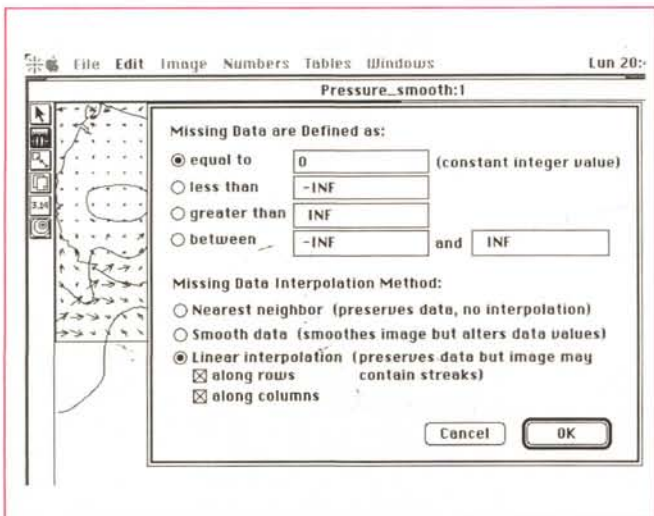 File Edit Image Numbers Tables Windows Lun 20:
Pressure_smooth:1
3.14
Missing Data are Defined as:
equal to 0 (constant integer value)
less than -INF
greater than INF
between -INF and INF
Missing Data Interpolation Method:
Nearest neighbor (preserves data, no interpolation)
Smooth data (smoothes image but alters data values)
Linear interpolation (preserves data but image may
along rows contain streaks)
along columns
Cancel OK